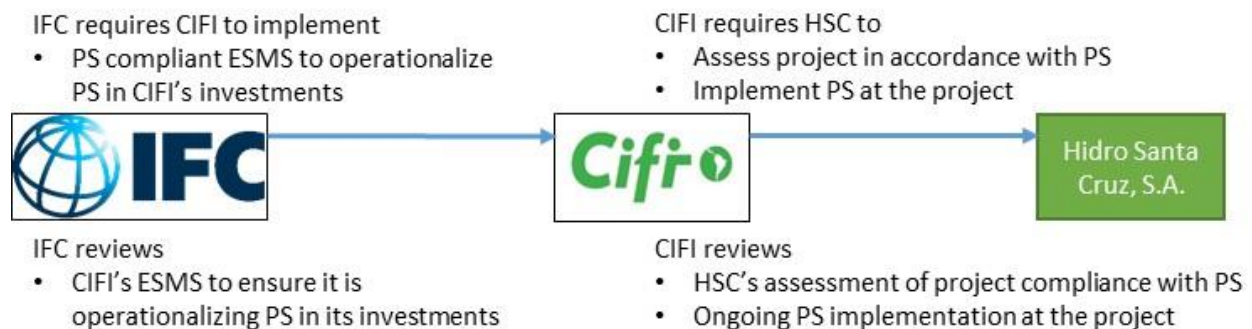 IFC requires CIFI to implement
• PS compliant ESMS to operationalize
PS in CIFI's investments
CIFI requires HSC to
• Assess project in accordance with PS
• Implement PS at the project
IFC
Cifi
Hidro Santa
Cruz, S.A.
IFC reviews
• CIFI's ESMS to ensure it is
operationalizing PS in its investments
CIFI reviews
• HSC's assessment of project compliance with PS
• Ongoing PS implementation at the project